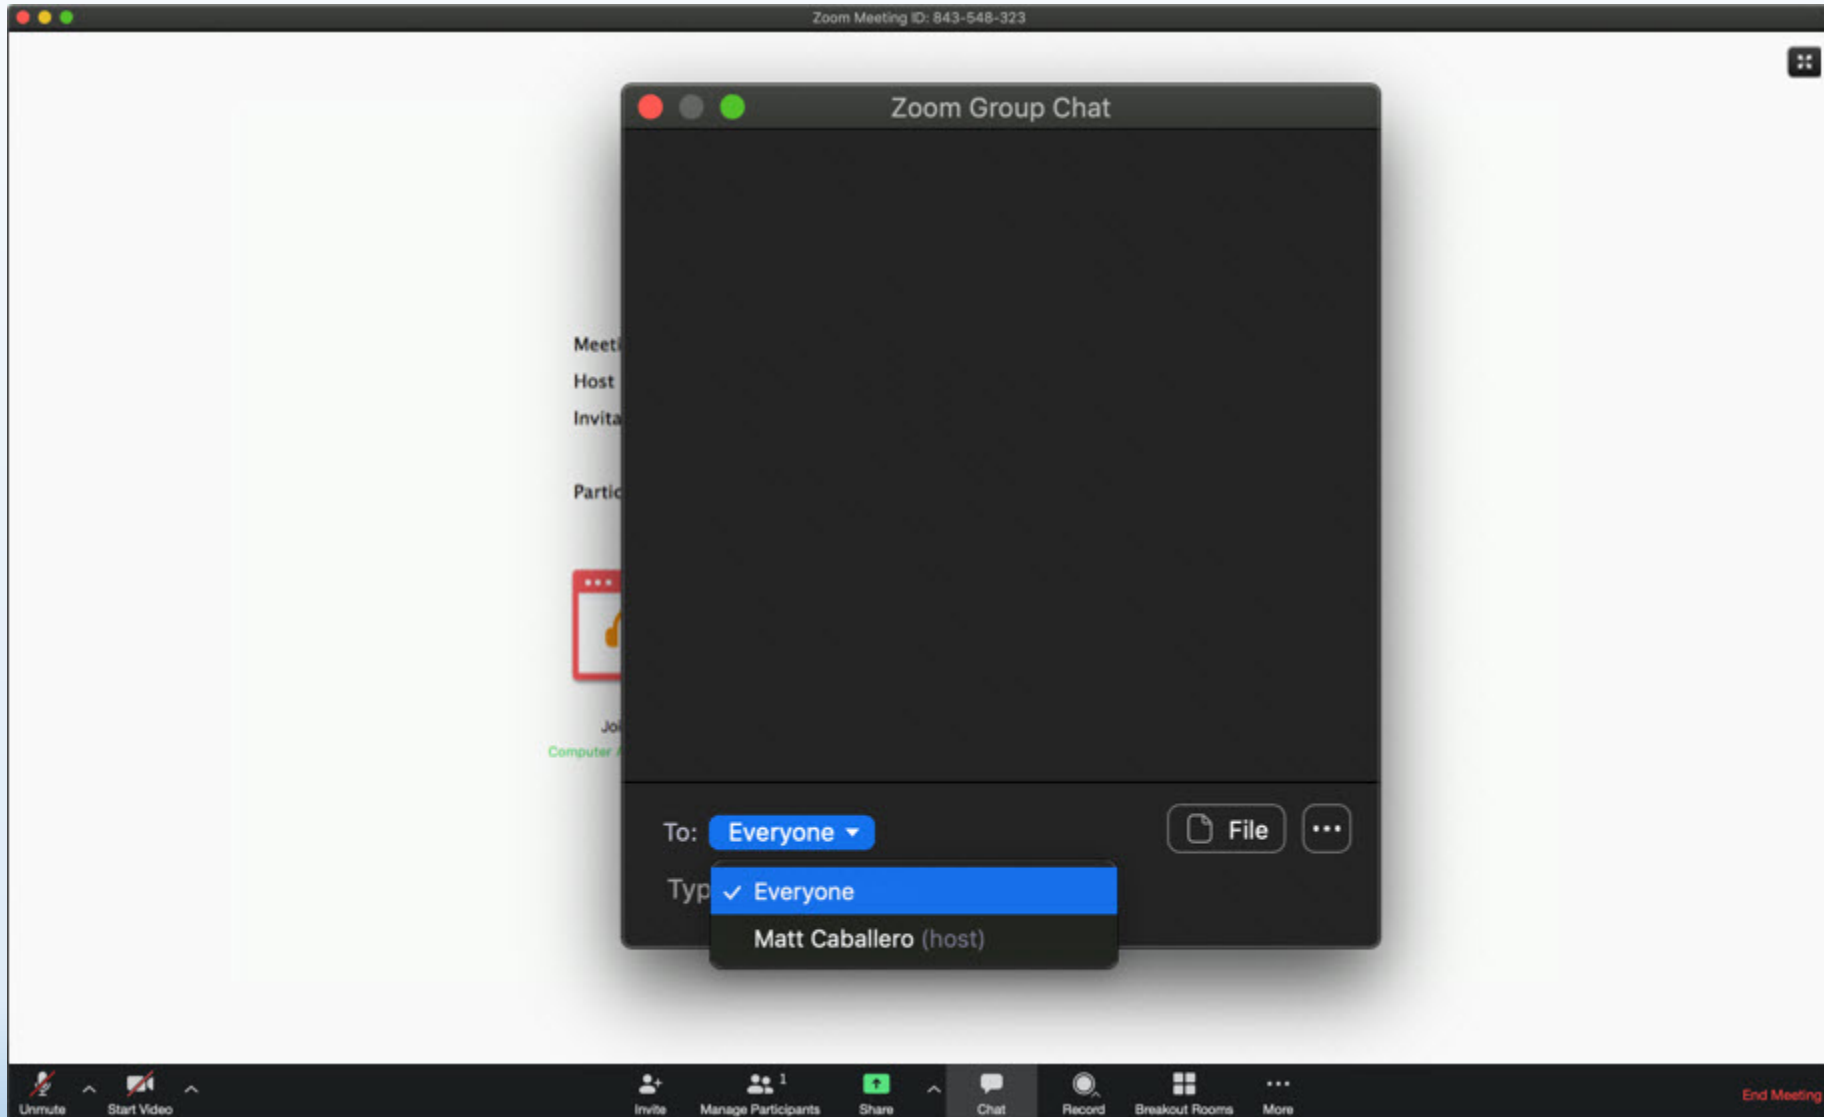 Zoom Meeting ID: 843-548-323
Zoom Group Chat
Meeti
Host
Invita
Partic
Joi
Computer A
To: Everyone
File
Typ
Everyone
Matt Caballero (host)
Unmute
Start Video
Invite
Manage Participants 1
Share
Chat
Record
Breakout Rooms
More
End Meeting